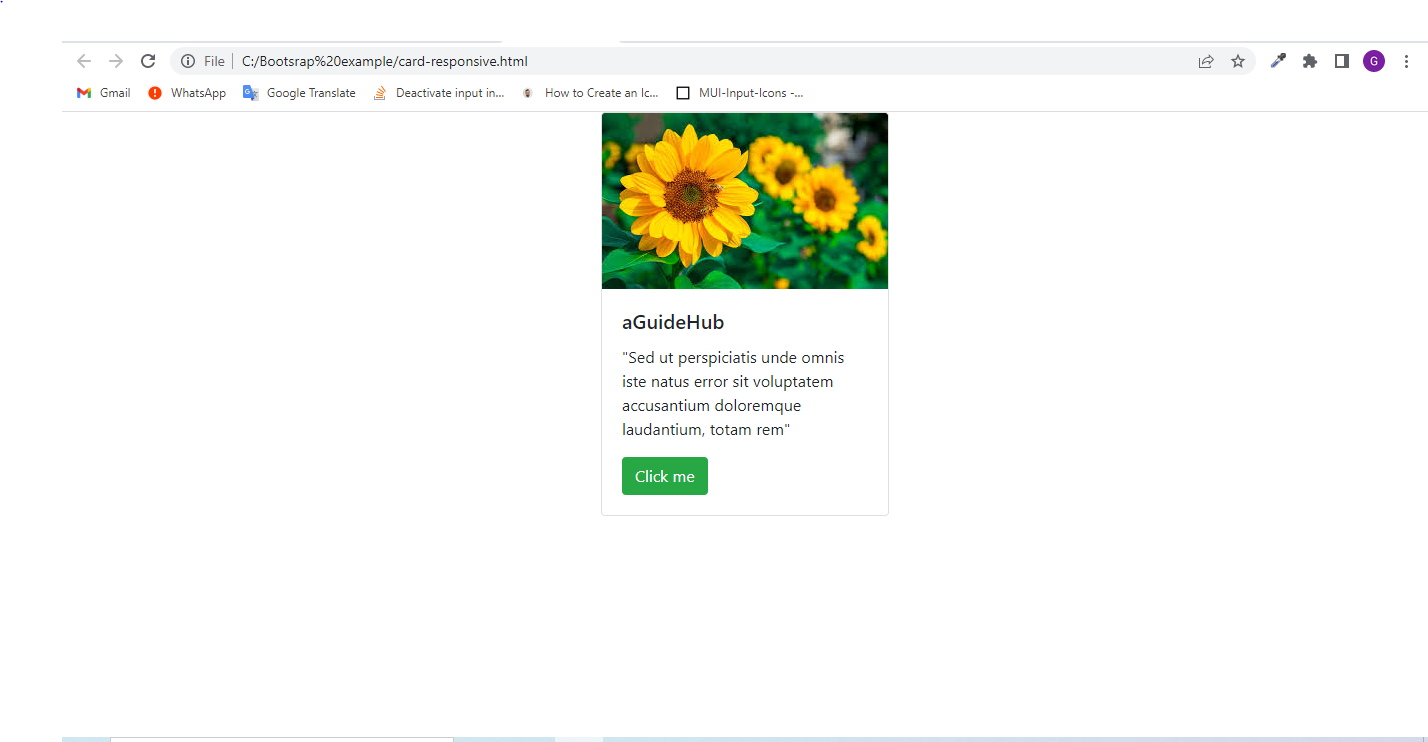 File
C:/Bootsrap%20example/card-responsive.html
G
Gmail
WhatsApp
Google Translate
Deactivate input in...
How to Create an Ic...
MUI-Input-Icons -...
aGuideHub
"Sed ut perspiciatis unde omnis
iste natus error sit voluptatem
accusantium doloremque
laudantium, totam rem"
Click me